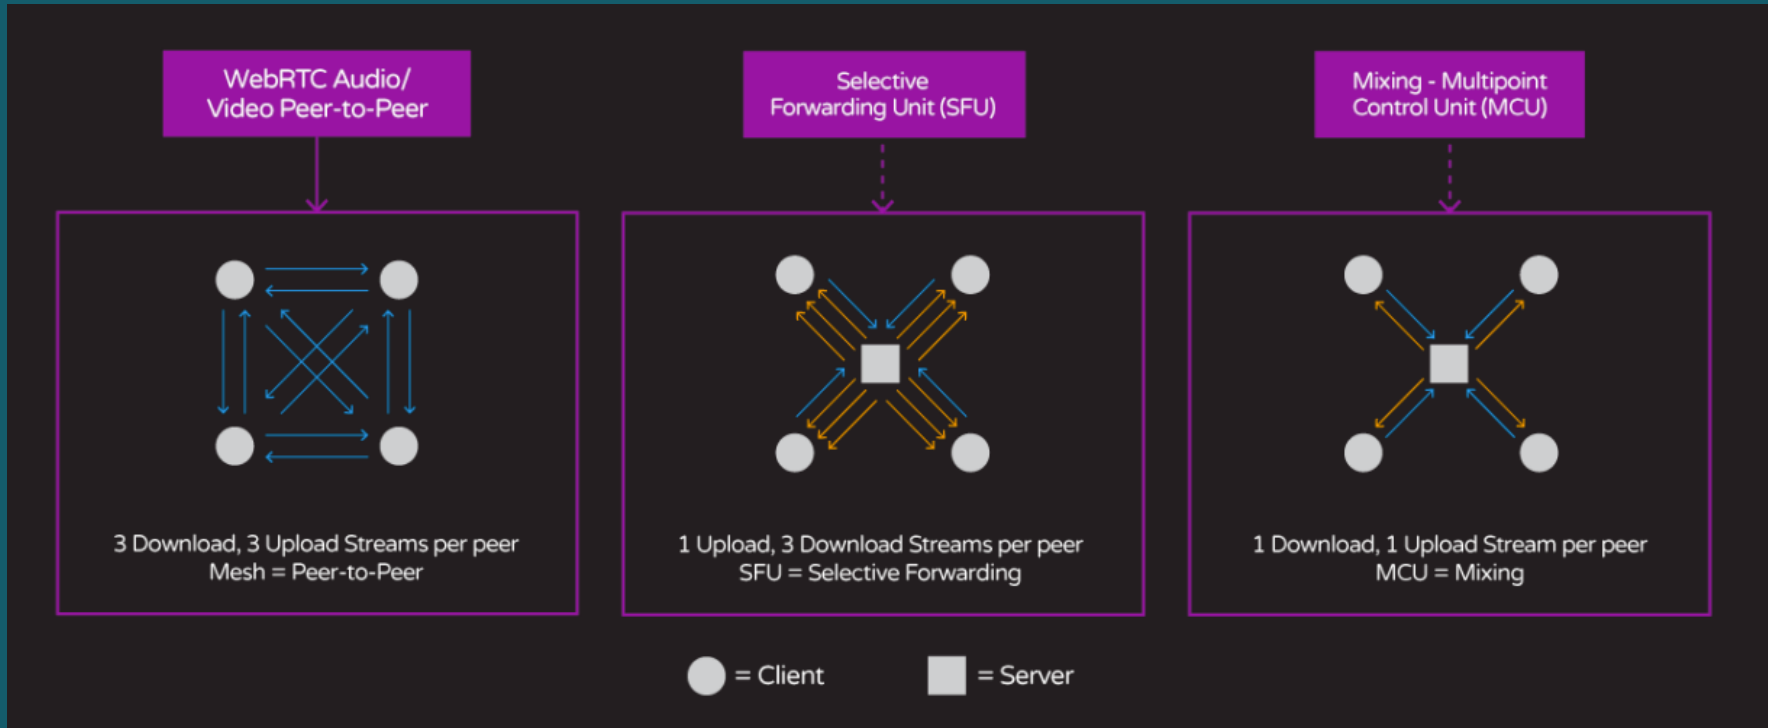 WebRTC Audio/
Video Peer-to-Peer
Selective
Forwarding Unit (SFU)
Mixing - Multipoint
Control Unit (MCU)
3 Download, 3 Upload Streams per peer
Mesh = Peer-to-Peer
1 Upload, 3 Download Streams per peer
SFU = Selective Forwarding
1 Download, 1 Upload Stream per peer
MCU = Mixing
= Client
= Server